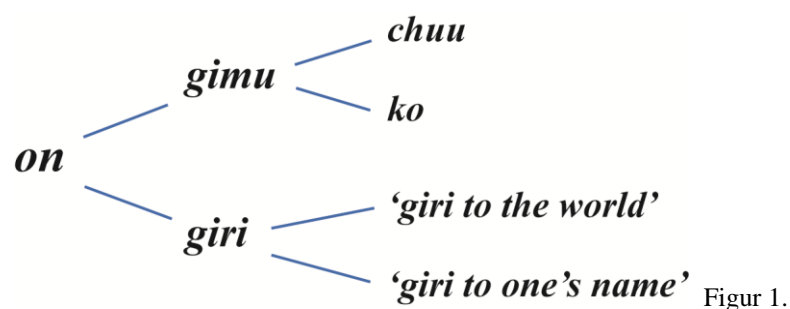 chuu
gimu
ko
on
‘giri to the world’
giri
‘giri to one’s name’
Figur 1.